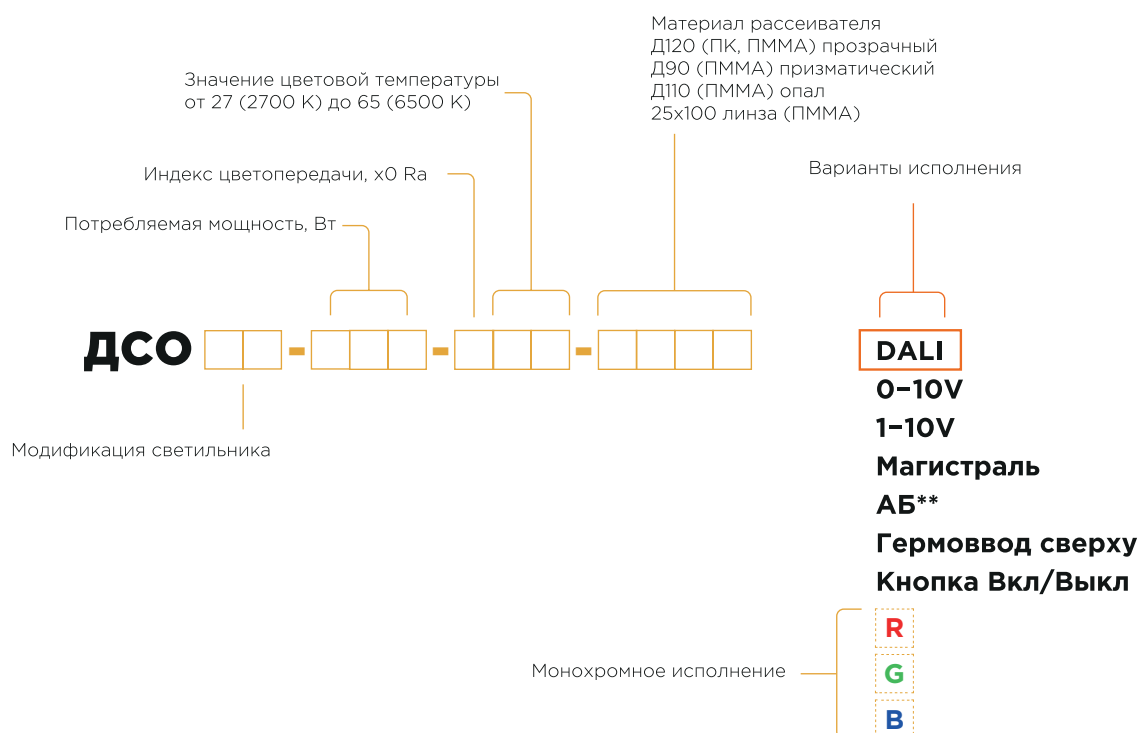 Материал рассеивателя
Д120 (ПК, ПММА) прозрачный
Д90 (ПММА) призматический
Д110 (ПММА) опал
25х100 линза (ПММА)
Значение цветовой температуры
от 27 (2700 К) до 65 (6500 К)
Индекс цветопередачи, х0 Ra
Варианты исполнения
Потребляемая мощность, Вт
ДСО - - -
DALI
0–10V
1–10V
Магистраль
АБ**
Гермоввод сверху
Кнопка Вкл/Выкл
Модификация светильника
R
Монохромное исполнение
G
B